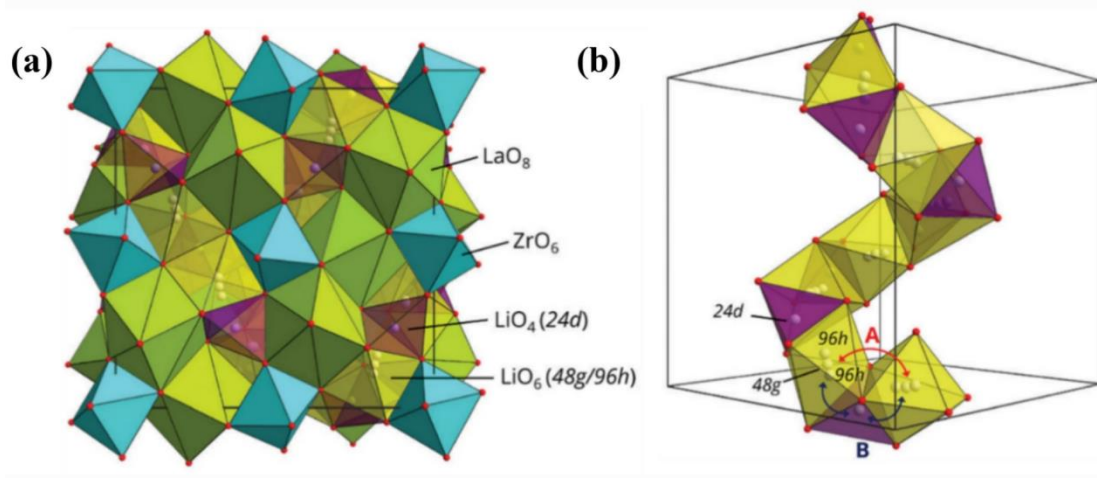 (a)
LaO₈
ZrO₆
LiO₄ (24d)
LiO₆ (48g/96h)
(b)
24d
96h
A
48g
96h
B